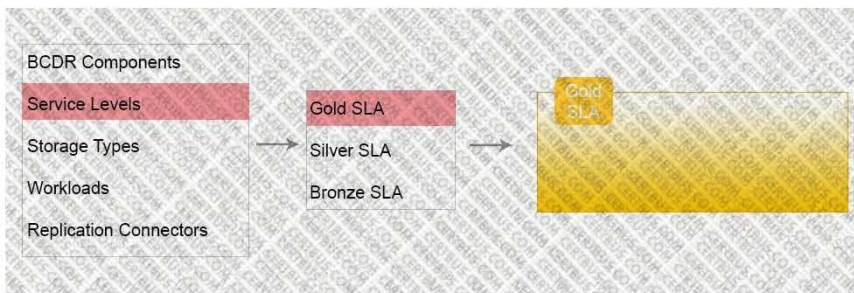 BCDR Components
Service Levels
Storage Types
Workloads
Replication Connectors
Gold SLA
Silver SLA
Bronze SLA
Gold
SLA